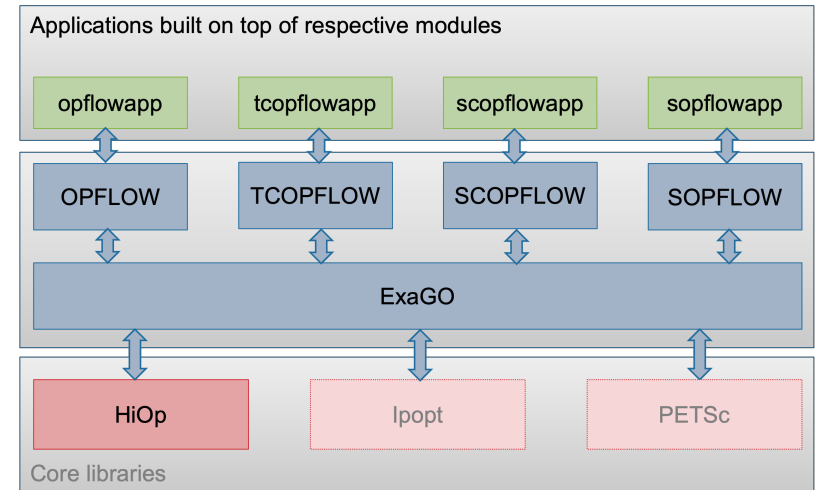 Applications built on top of respective modules
opflowapp
tcopflowapp
scopflowapp
sopflowapp
OPFLOW
TCOPFLOW
SCOPFLOW
SOPFLOW
ExaGO
HiOp
Ipopt
PETSc
Core libraries